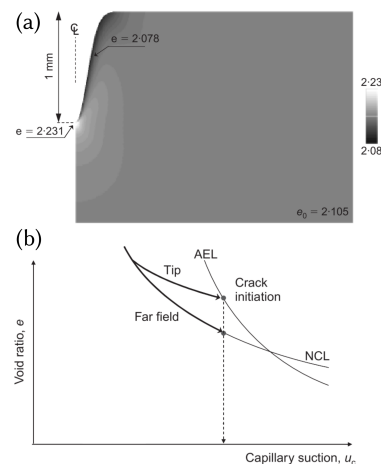 (a)
℄
1 mm
e = 2·078
e = 2·231
e₀ = 2·105
2·23
2·08
(b)
AEL
Tip
Crack
initiation
Far field
NCL
Void ratio, e
Capillary suction, u꜀